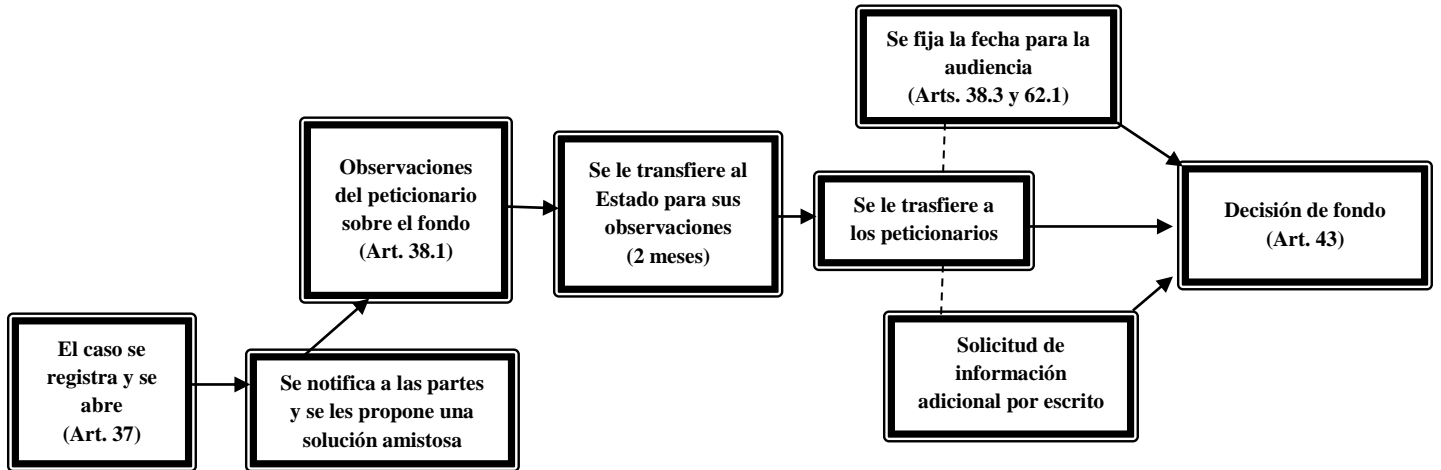 El caso se
registra y se
abre
(Art. 37)
Se notifica a las partes
y se les propone una
solución amistosa
Observaciones
del peticionario
sobre el fondo
(Art. 38.1)
Se le transfiere al
Estado para sus
observaciones
(2 meses)
Se le trasfiere a
los peticionarios
Se fija la fecha para la
audiencia
(Arts. 38.3 y 62.1)
Solicitud de
información
adicional por escrito
Decisión de fondo
(Art. 43)